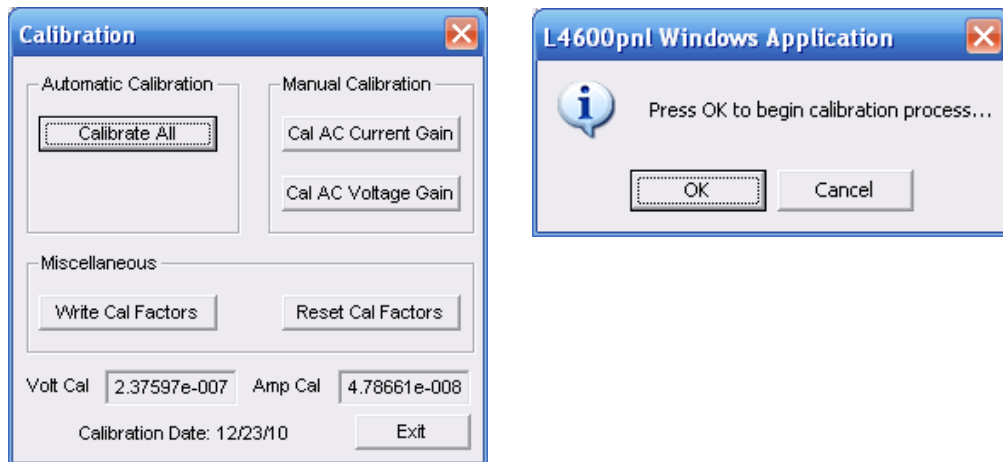 Calibration
Automatic Calibration
Calibrate All
Manual Calibration
Cal AC Current Gain
Cal AC Voltage Gain
Miscellaneous
Write Cal Factors
Reset Cal Factors
Volt Cal 2.37597e-007 Amp Cal 4.78661e-008
Calibration Date: 12/23/10
Exit
L4600pnl Windows Application
Press OK to begin calibration process...
OK
Cancel